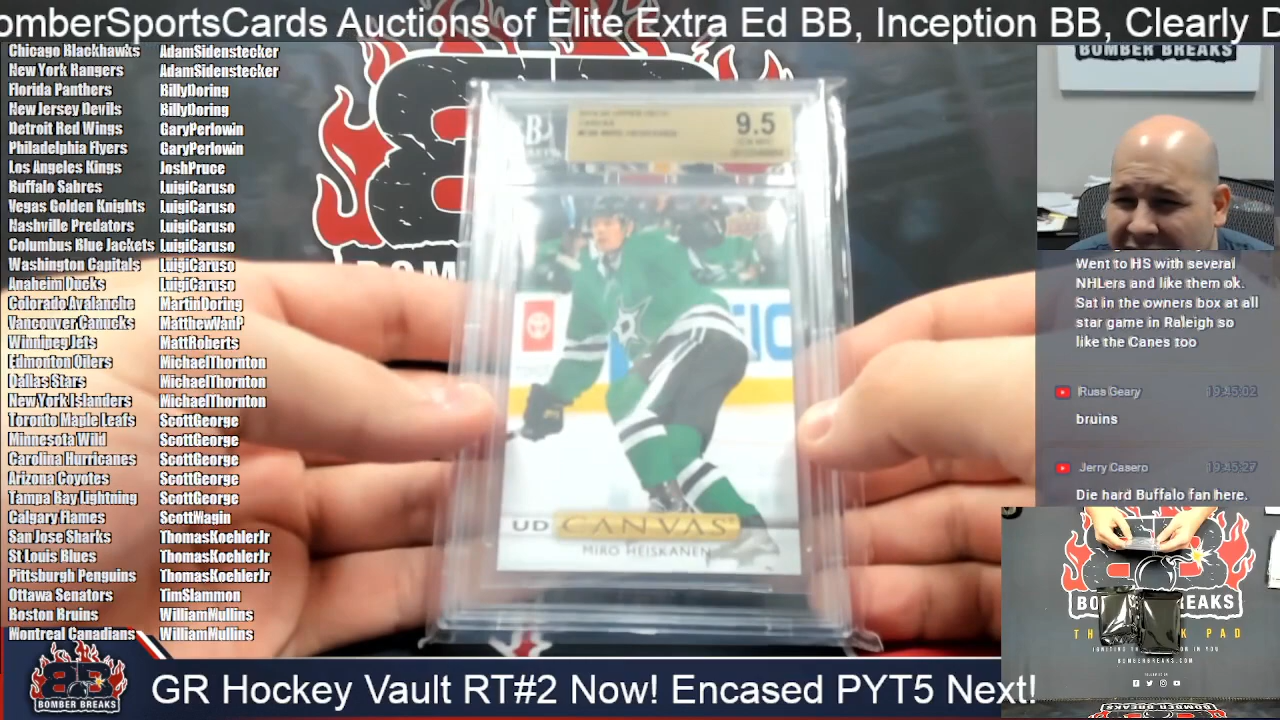 omberSportsCards Auctions of Elite Extra Ed BB, Inception BB, Clearly D
Chicago Blackhawks AdamSidenstecker
New York Rangers AdamSidenstecker
Florida Panthers BillyDoring
New Jersey Devils BillyDoring
Detroit Red Wings GaryPerlowin
Philadelphia Flyers GaryPerlowin
Los Angeles Kings JoshPruce
Buffalo Sabres LuigiCaruso
Vegas Golden Knights LuigiCaruso
Nashville Predators LuigiCaruso
Columbus Blue Jackets LuigiCaruso
Washington Capitals LuigiCaruso
Anaheim Ducks LuigiCaruso
Colorado Avalanche MartinDoring
Vancouver Canucks MatthewVanP
Winnipeg Jets MattRoberts
Edmonton Oilers MichaelThornton
Dallas Stars MichaelThornton
New York Islanders MichaelThornton
Toronto Maple Leafs ScottGeorge
Minnesota Wild ScottGeorge
Carolina Hurricanes ScottGeorge
Arizona Coyotes ScottGeorge
Tampa Bay Lightning ScottGeorge
Calgary Flames ScottMagin
San Jose Sharks ThomasKoehlerJr
St Louis Blues ThomasKoehlerJr
Pittsburgh Penguins ThomasKoehlerJr
Ottawa Senators TimSlammon
Boston Bruins WilliamMullins
Montreal Canadians WilliamMullins
9.5
BOM
UD CANVAS
MIRO HEISKANEN
BOMBER BREAKS
Went to HS with several
NHLers and like them ok.
Sat in the owners box at all
star game in Raleigh so
like the Canes too
Russ Geary 19:45:02
bruins
Jerry Casero 19:45:27
Die hard Buffalo fan here.
BO BREAKS
TH K PAD
BOMBERBREAKS.COM
BOMBER BREAKS
GR Hockey Vault RT#2 Now! Encased PYT5 Next!